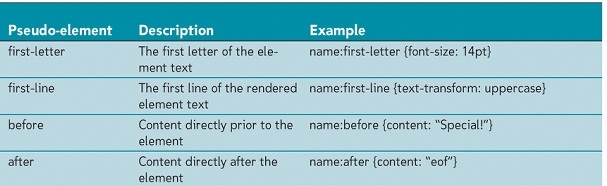 Pseudo-element Description Example
first-letter The first letter of the ele- name:first-letter {font-size: 14pt}
ment text
first-line The first line of the rendered name:first-line {text-transform: uppercase}
element text
before Content directly prior to the name:before {content: “Special!”}
element
after Content directly after the name:after {content: “eof”}
element